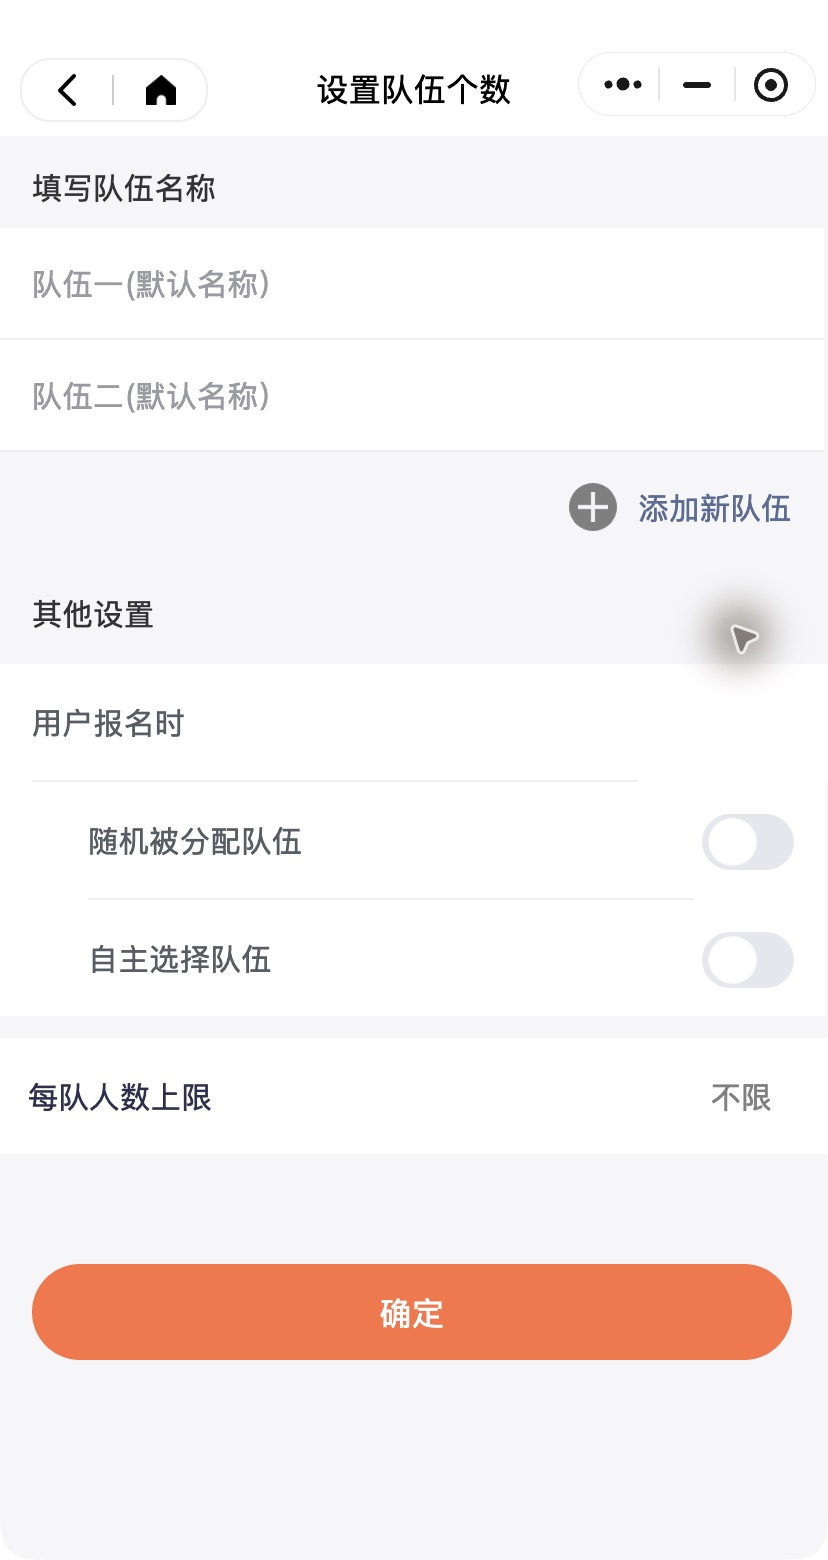 设置队伍个数
填写队伍名称
队伍一(默认名称)
队伍二(默认名称)
添加新队伍
其他设置
用户报名时
随机被分配队伍
自主选择队伍
每队人数上限 不限
确定